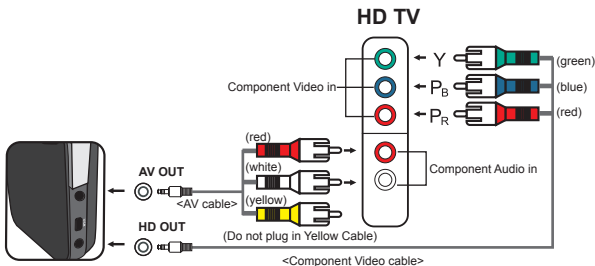 HD TV
Y
(green)
Component Video in
PB
(blue)
PR
(red)
(red)
AV OUT
(white)
Component Audio in
<AV cable>
(yellow)
HD OUT
(Do not plug in Yellow Cable)
<Component Video cable>